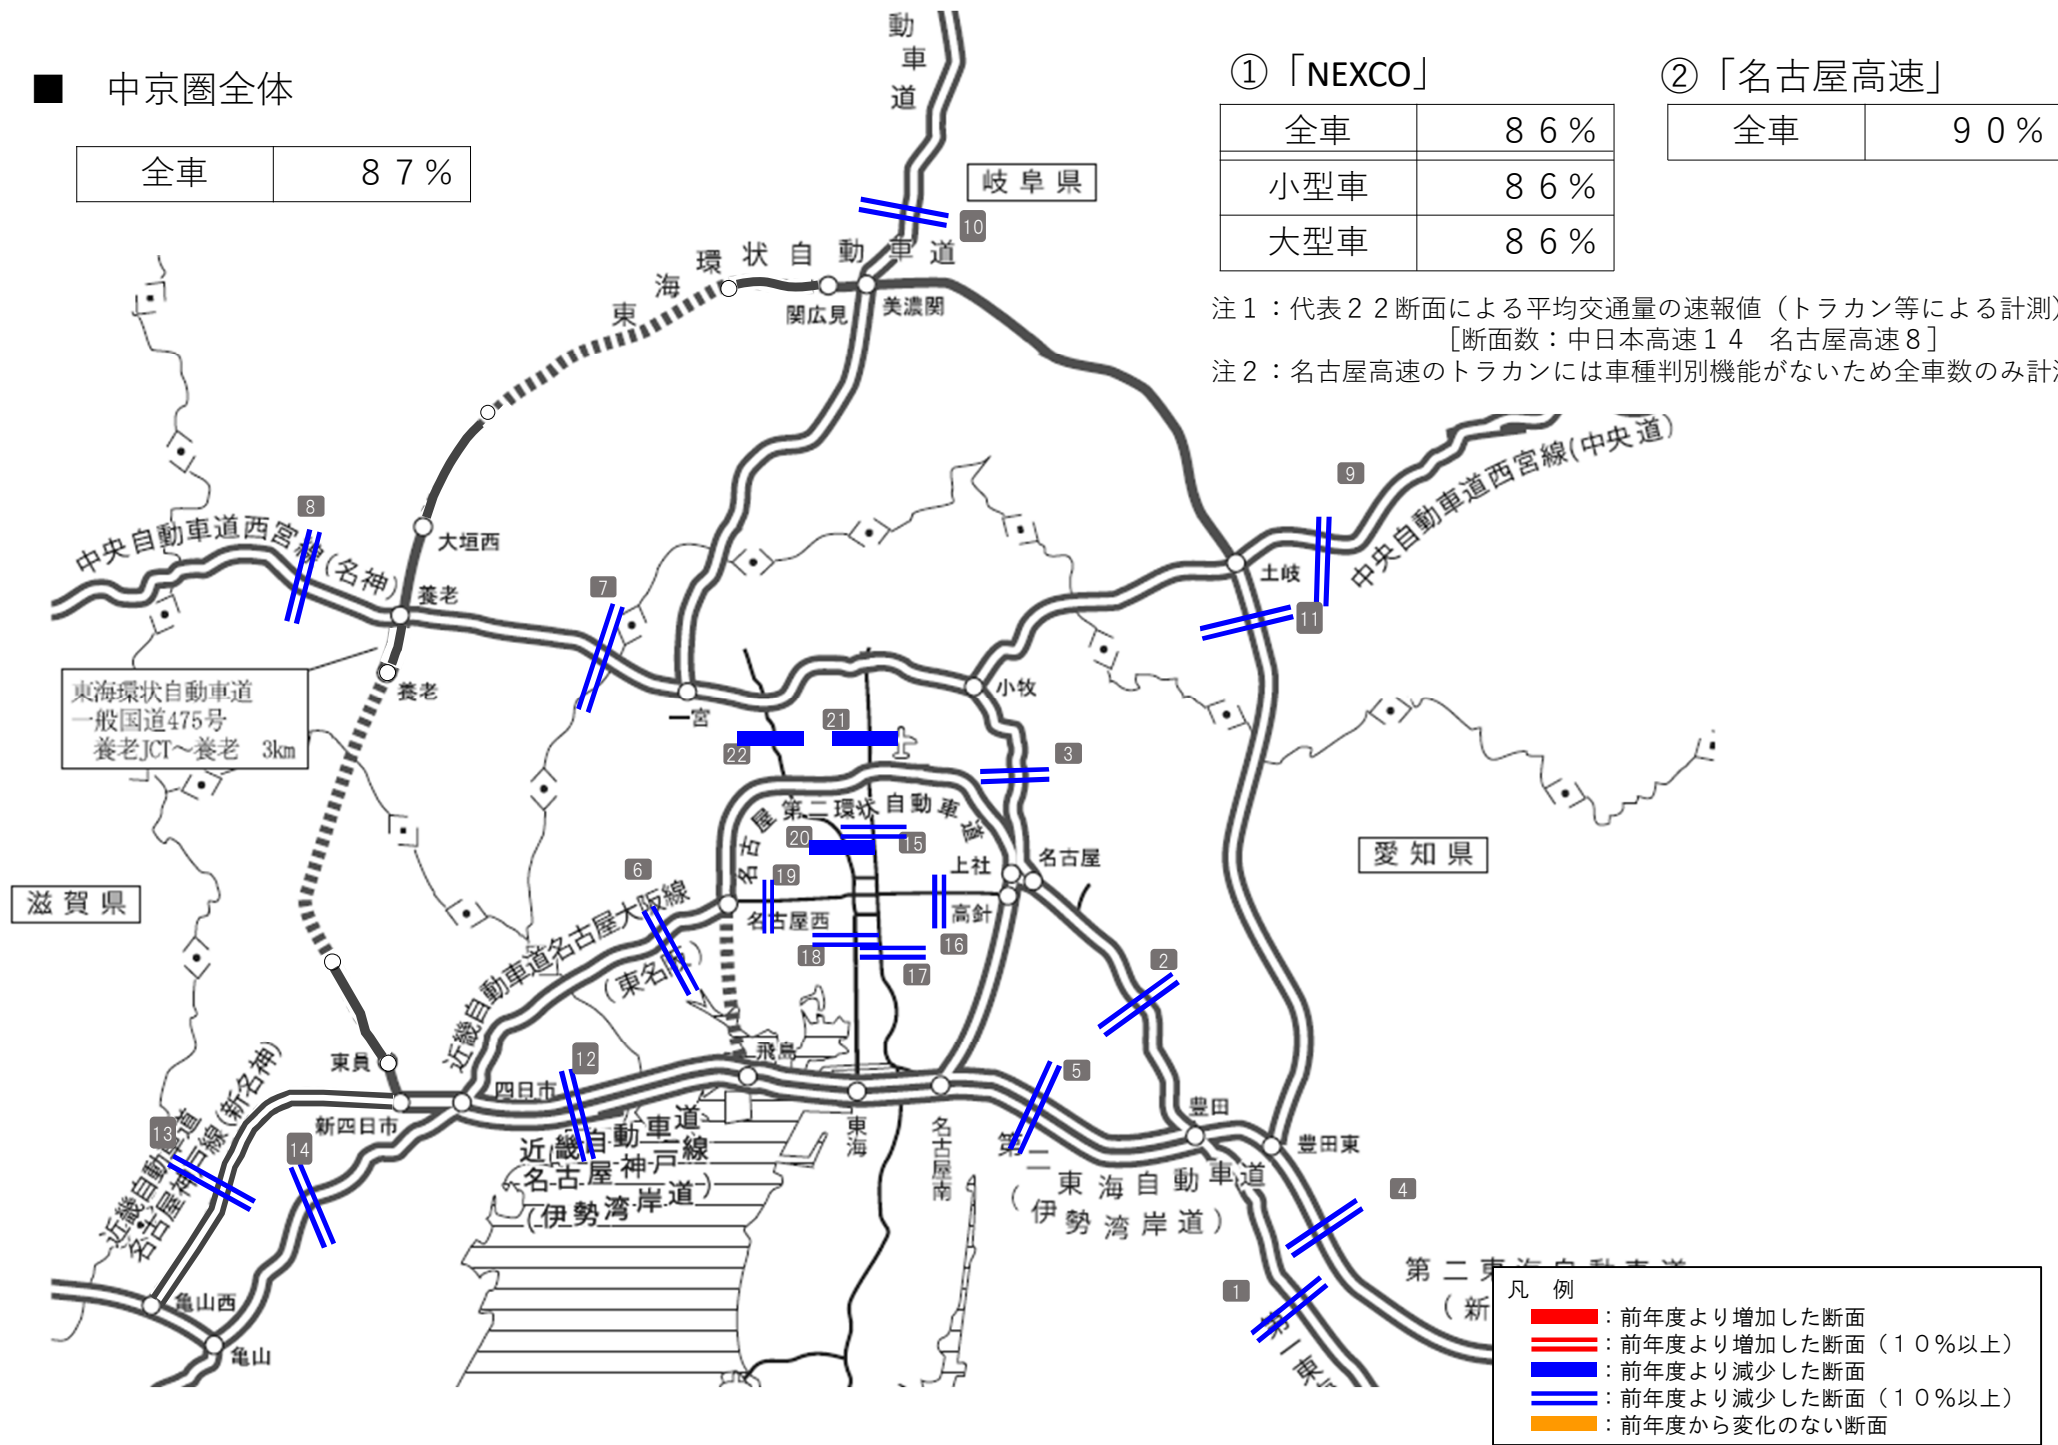 ■ 中京圏全体
全車 ８７%
①「NEXCO」
全車 ８６%
小型車 ８６%
大型車 ８６%
②「名古屋高速」
全車 ９０%
注１：代表２２断面による平均交通量の速報値（トラカン等による計測）
［断面数：中日本高速１４　名古屋高速８］
注２：名古屋高速のトラカンには車種判別機能がないため全車数のみ計
動車道
岐阜県
10
東海環状自動車道
関広見
美濃関
中央自動車道西宮線(中央道)
9
8
中央自動車道西宮線(名神)
大垣西
養老
7
土岐
11
養老
東海環状自動車道
一般国道475号
養老JCT～養老　3km
一宮
小牧
22
21
3
名古屋第二環状自動車道
20
15
上社
名古屋
愛知県
滋賀県
6
19
名古屋西
高針
16
18
17
2
近畿自動車道名古屋大阪線
(東名阪)
飛島
東員
12
四日市
5
新四日市
豊田
豊田東
東海
名古屋南
13
14
近畿自動車道
名古屋神戸線(新名神)
近畿自動車道
名古屋神戸線
(伊勢湾岸道)
第二東海自動車道
(伊勢湾岸道)
4
1
亀山西
亀山
第一東
第二東海自動車道
(新
凡　例
：前年度より増加した断面
：前年度より増加した断面（１０%以上）
：前年度より減少した断面
：前年度より減少した断面（１０%以上）
：前年度から変化のない断面